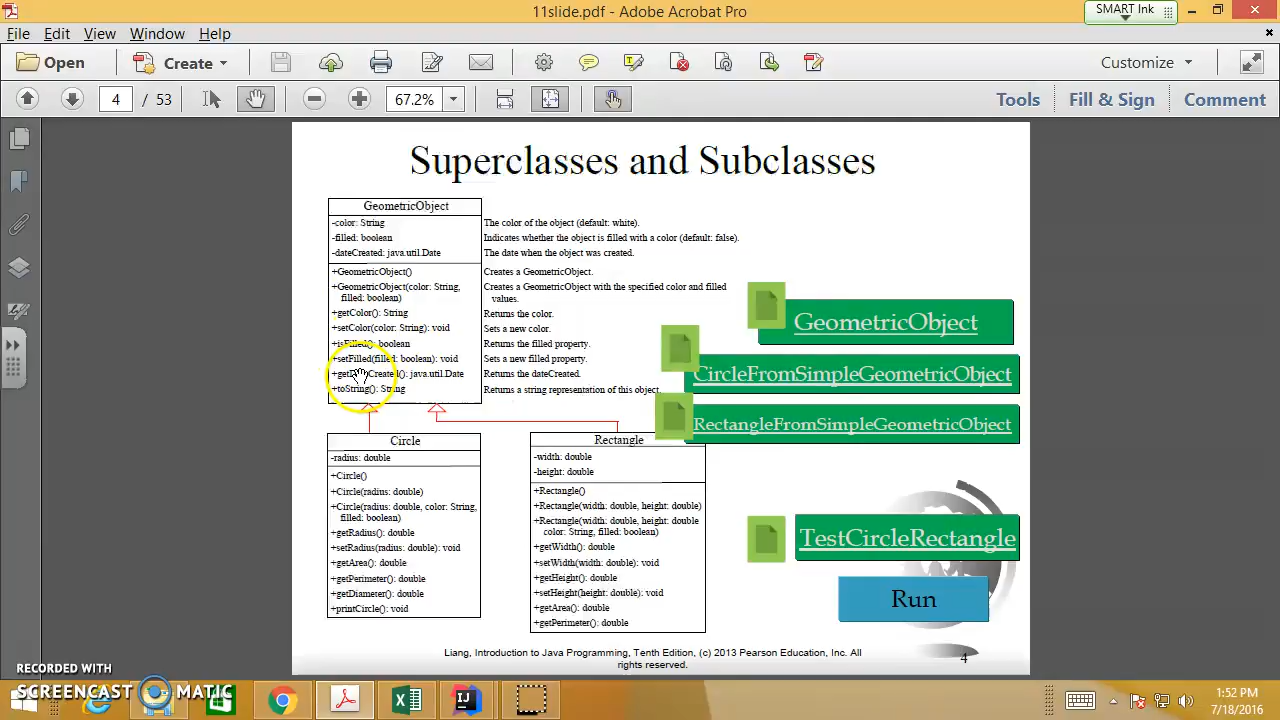 11slide.pdf - Adobe Acrobat Pro
SMART Ink
File Edit View Window Help
Open Create Customize
4 / 53 67.2% Tools Fill & Sign Comment
Superclasses and Subclasses
GeometricObject
-color: String The color of the object (default: white).
-filled: boolean Indicates whether the object is filled with a color (default: false).
-dateCreated: java.util.Date The date when the object was created.
+GeometricObject() Creates a GeometricObject.
+GeometricObject(color: String, Creates a GeometricObject with the specified color and filled
filled: boolean) values.
+getColor(): String Returns the color.
+setColor(color: String): void Sets a new color.
+isFilled(): boolean Returns the filled property.
+setFilled(filled: boolean): void Sets a new filled property.
+getDateCreated(): java.util.Date Returns the dateCreated.
+toString(): String Returns a string representation of this object.
GeometricObject
CircleFromSimpleGeometricObject
RectangleFromSimpleGeometricObject
Circle
-radius: double
+Circle()
+Circle(radius: double)
+Circle(radius: double, color: String,
filled: boolean)
+getRadius(): double
+setRadius(radius: double): void
+getArea(): double
+getPerimeter(): double
+getDiameter(): double
+printCircle(): void
Rectangle
-width: double
-height: double
+Rectangle()
+Rectangle(width: double, height: double)
+Rectangle(width: double, height: double
color: String, filled: boolean)
+getWidth(): double
+setWidth(width: double): void
+getHeight(): double
+setHeight(height: double): void
+getArea(): double
+getPerimeter(): double
TestCircleRectangle
Run
Liang, Introduction to Java Programming, Tenth Edition, (c) 2013 Pearson Education, Inc. All
rights reserved.
4
RECORDED WITH
SCREENCAST MATIC
1:52 PM
7/18/2016